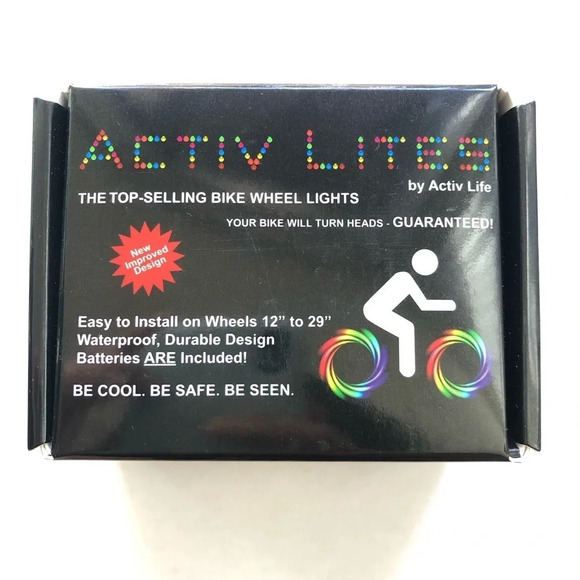 ACTIV LITES
by Activ Life
THE TOP-SELLING BIKE WHEEL LIGHTS
YOUR BIKE WILL TURN HEADS - GUARANTEED!
New
Improved
Design
Easy to Install on Wheels 12” to 29”
Waterproof, Durable Design
Batteries ARE Included!
BE COOL. BE SAFE. BE SEEN.